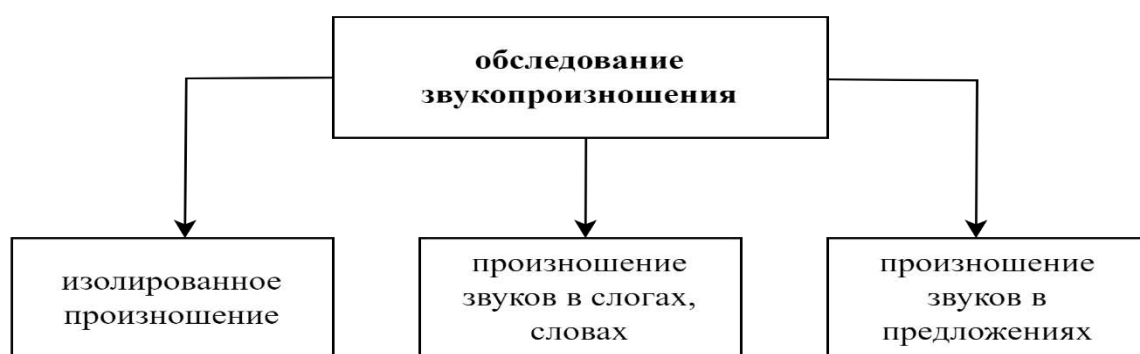 обследование
звукопроизношения
изолированное
произношение
произношение
звуков в слогах,
словах
произношение
звуков в
предложениях